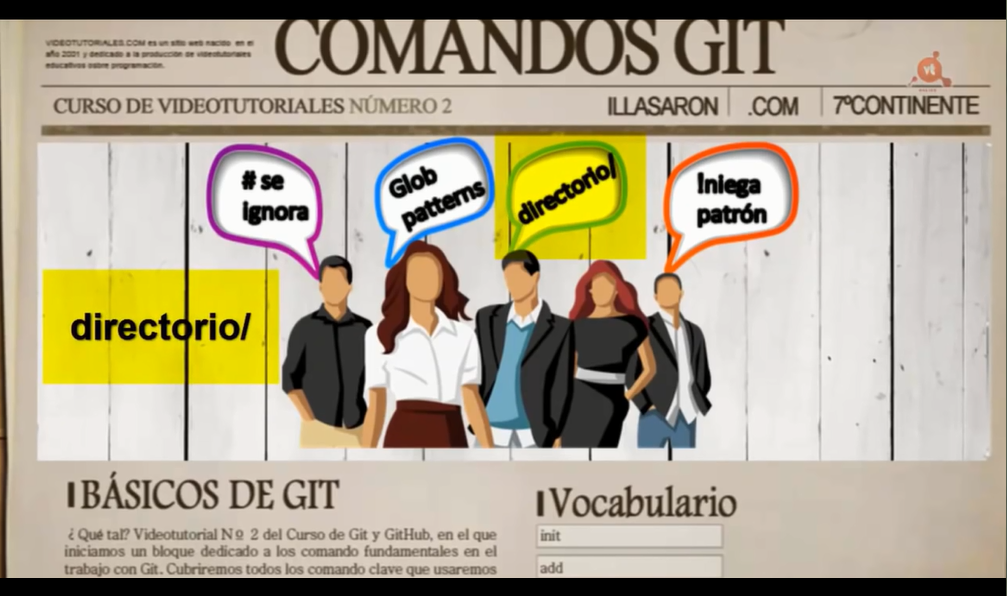 COMANDOS GIT
VIDEOTUTORIALES.COM es un sitio web nacido en el
año 2001 y dedicado a la producción de videotutoriales
educativos sobre programación.
vt
CURSO DE VIDEOTUTORIALES NÚMERO 2
ILLASARON .COM 7ºCONTINENTE
# se
ignora
Glob
patterns
directorio/
!niega
patrón
directorio/
BÁSICOS DE GIT
¿ Qué tal? Videotutorial Nº 2 del Curso de Git y GitHub, en el que
iniciamos un bloque dedicado a los comando fundamentales en el
trabajo con Git. Cubriremos todos los comando clave que usaremos
Vocabulario
init
add